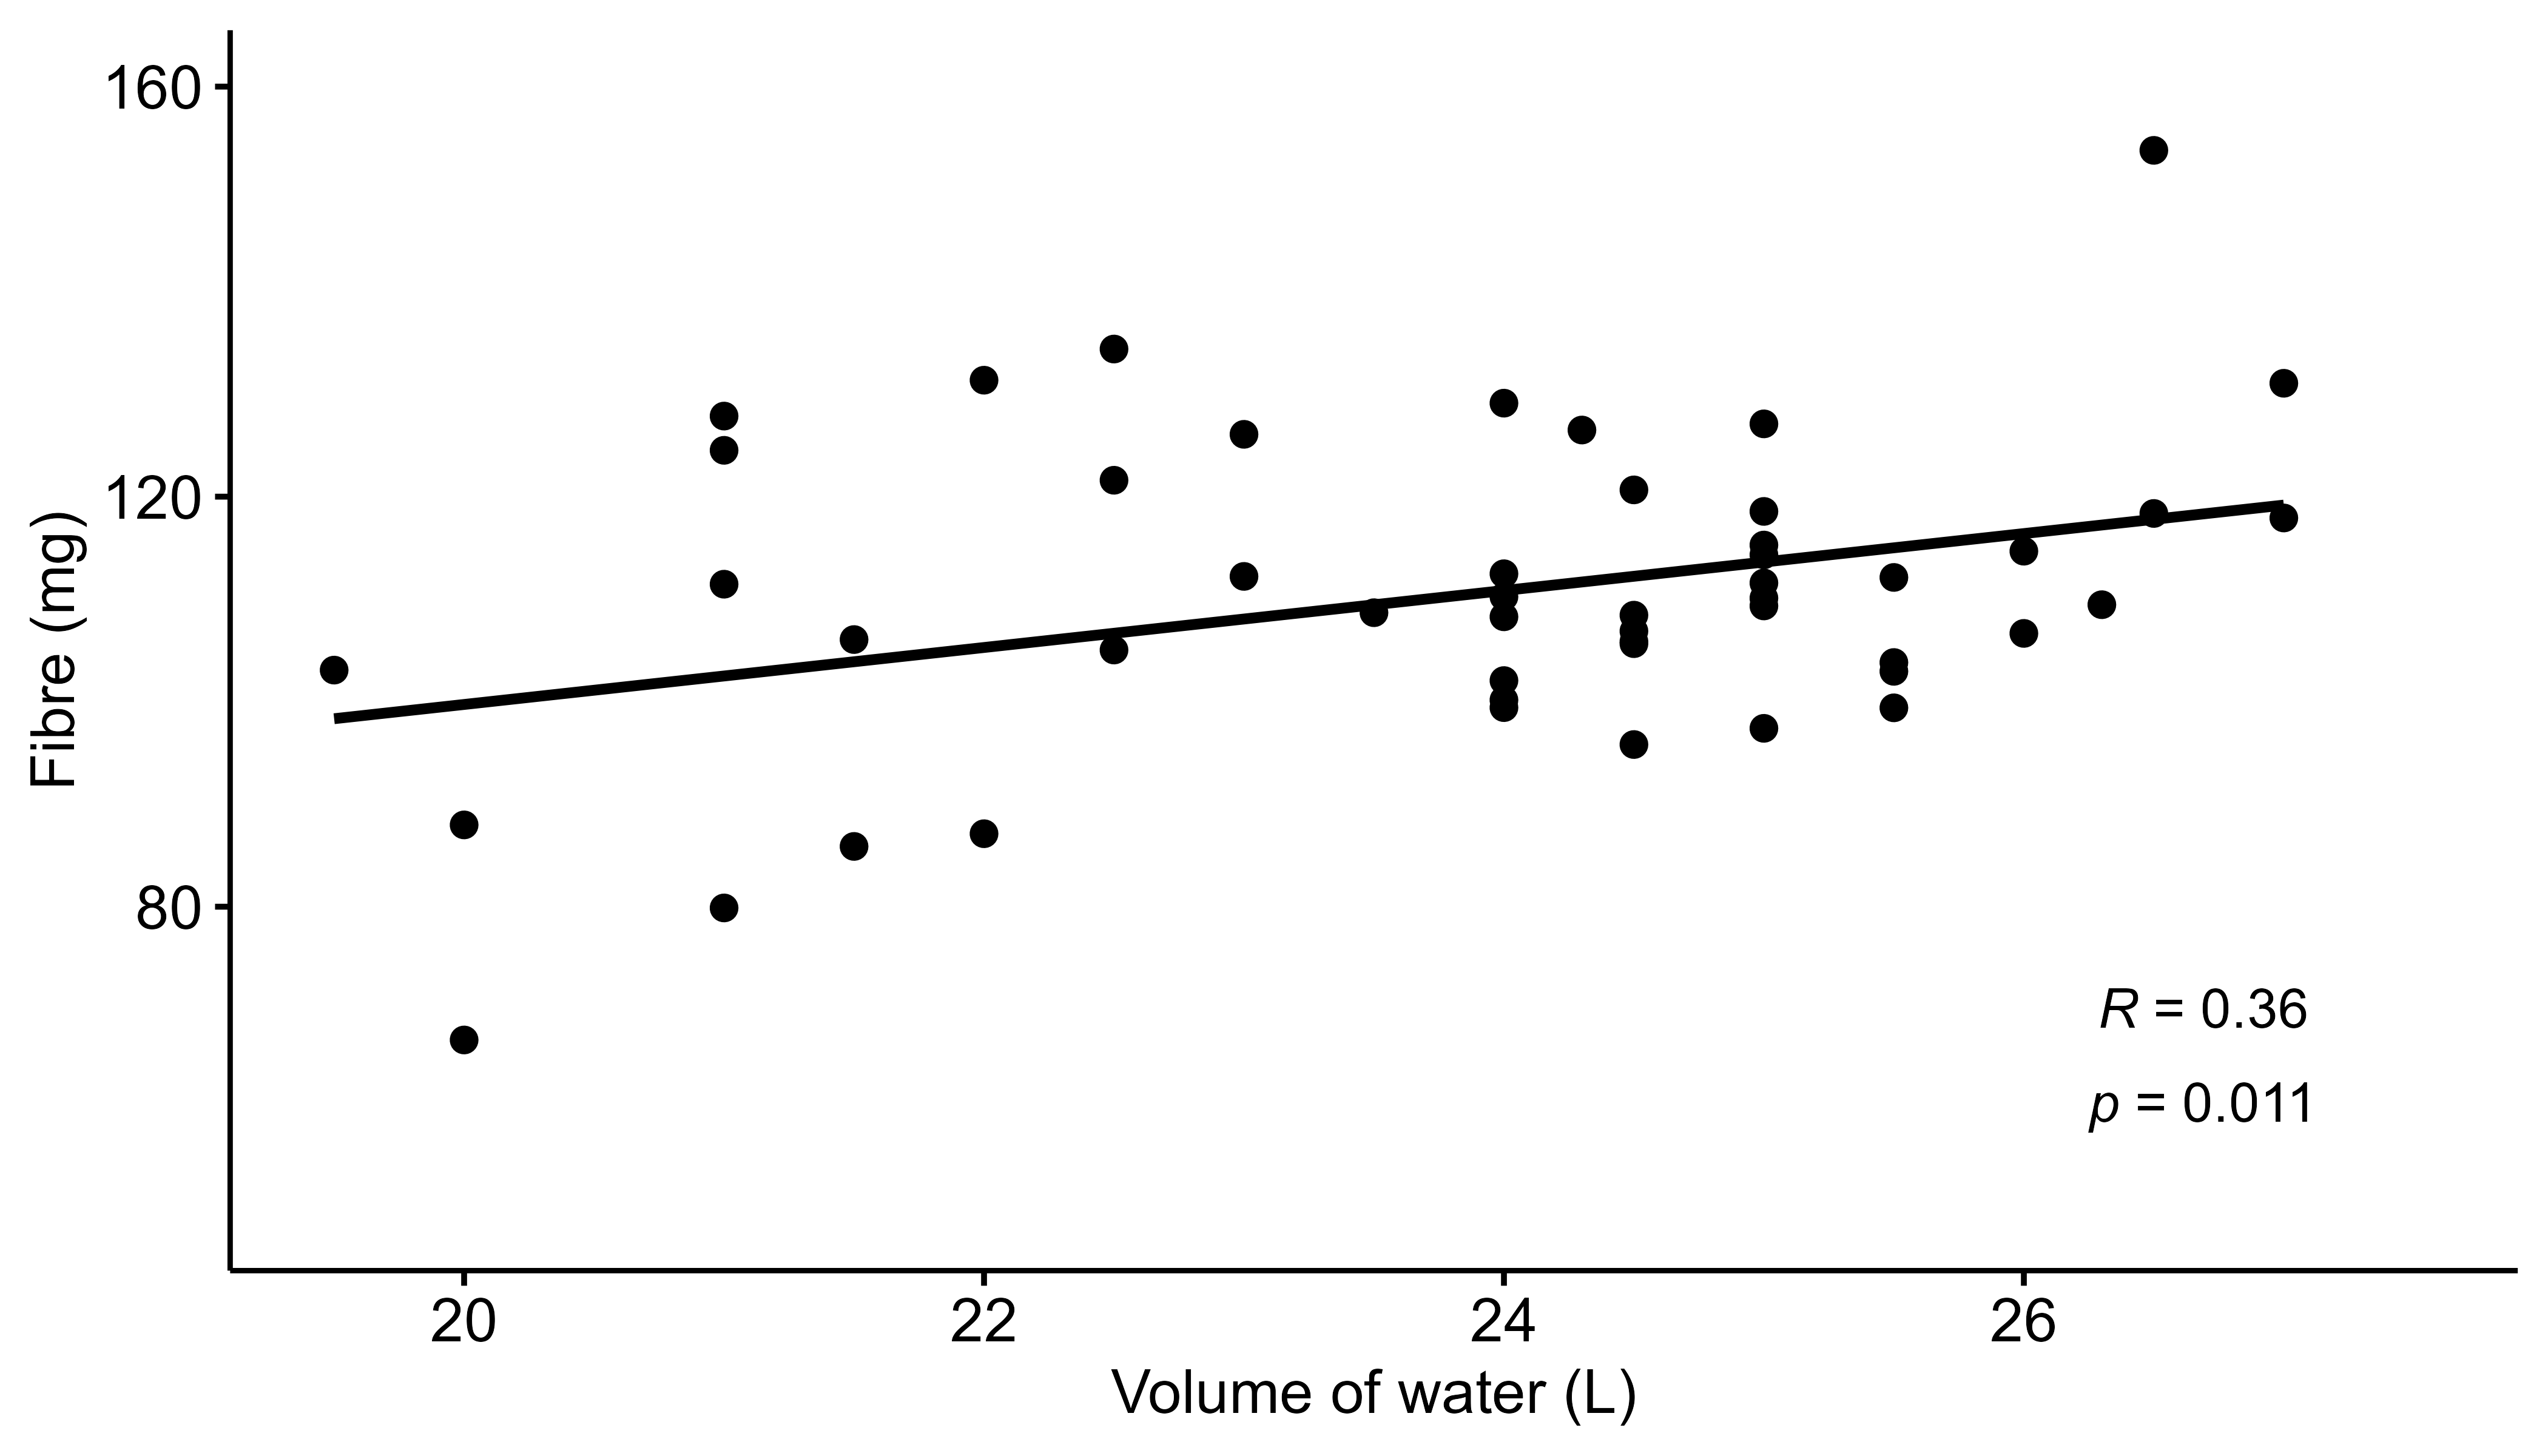 160
120
80
Fibre (mg)
R = 0.36
p = 0.011
20 22 24 26
Volume of water (L)